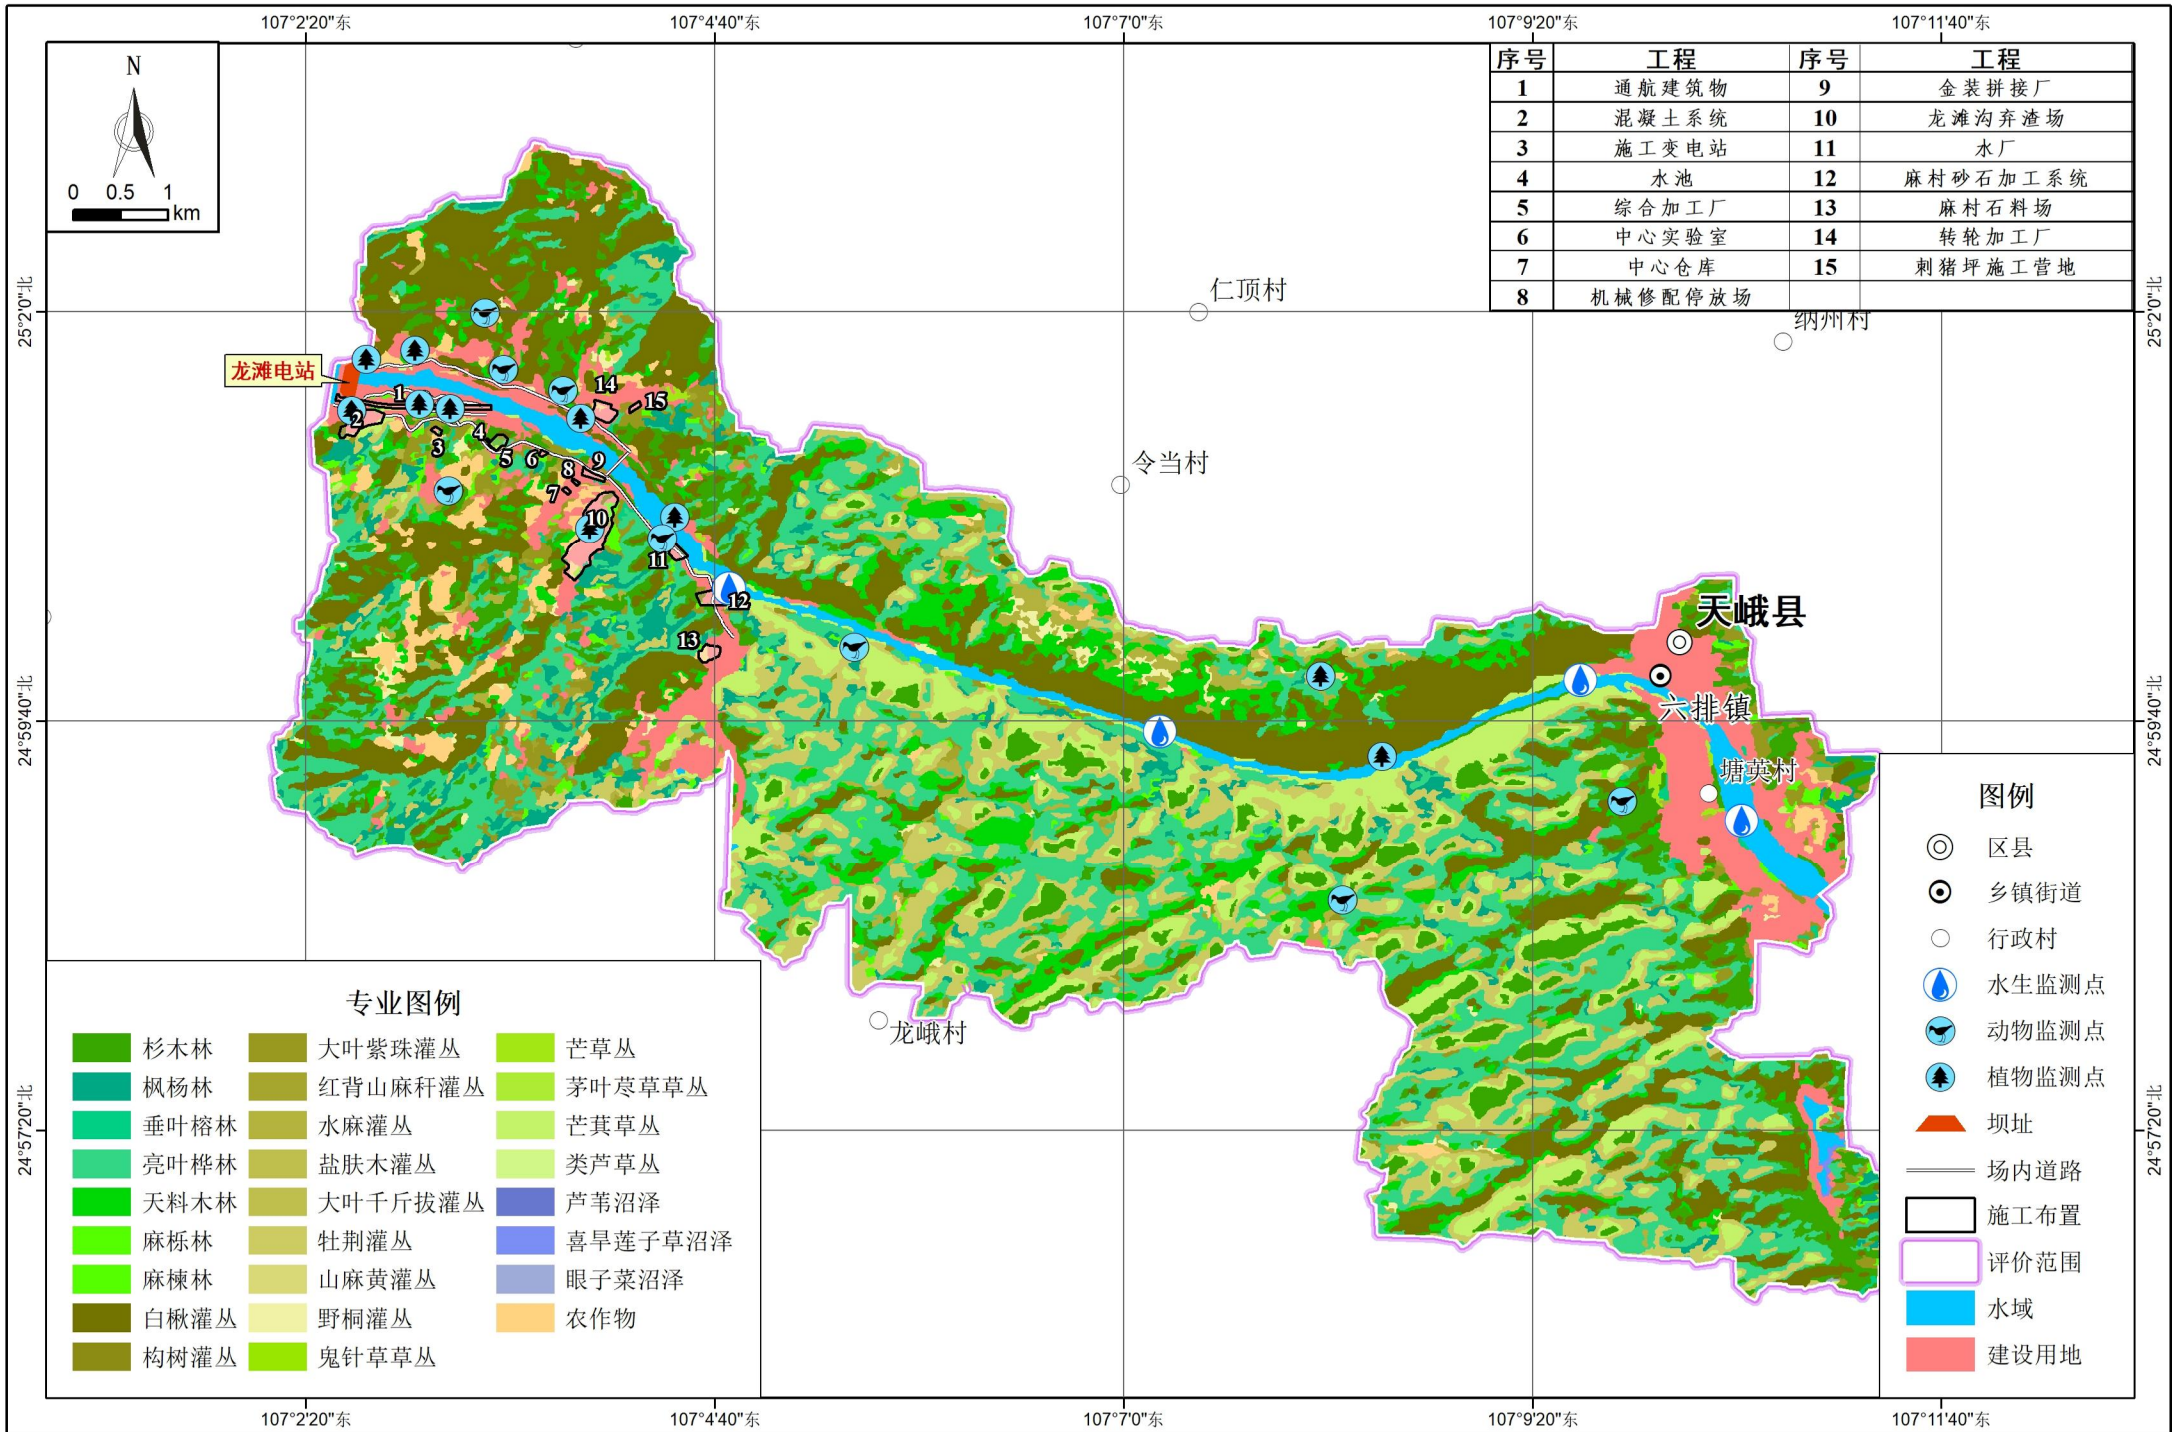 107°2'20"东 107°4'40"东 107°7'0"东 107°9'20"东 107°11'40"东
N
0 0.5 1
km
序号 工程 序号 工程
1 通航建筑物 9 金装拼接厂
2 混凝土系统 10 龙滩沟弃渣场
3 施工变电站 11 水厂
4 水池 12 麻村砂石加工系统
5 综合加工厂 13 麻村石料场
6 中心实验室 14 转轮加工厂
7 中心仓库 15 刺猪坪施工营地
8 机械修配停放场
25°2'0"北
25°2'0"北
仁顶村
纳州村
龙滩电站
14
1
15
2
4
3
5
6
9
8
7
令当村
10
11
12
天峨县
13
六排镇
24°59'40"北
24°59'40"北
塘英村
龙峨村
24°57'20"北
24°57'20"北
图例
区县
乡镇街道
行政村
水生监测点
动物监测点
植物监测点
坝址
场内道路
施工布置
评价范围
水域
建设用地
专业图例
杉木林 大叶紫珠灌丛 芒草丛
枫杨林 红背山麻秆灌丛 茅叶荩草草丛
垂叶榕林 水麻灌丛 芒萁草丛
亮叶桦林 盐肤木灌丛 类芦草丛
天料木林 大叶千斤拔灌丛 芦苇沼泽
麻栎林 牡荆灌丛 喜旱莲子草沼泽
麻楝林 山麻黄灌丛 眼子菜沼泽
白楸灌丛 野桐灌丛 农作物
构树灌丛 鬼针草草丛
107°2'20"东 107°4'40"东 107°7'0"东 107°9'20"东 107°11'40"东